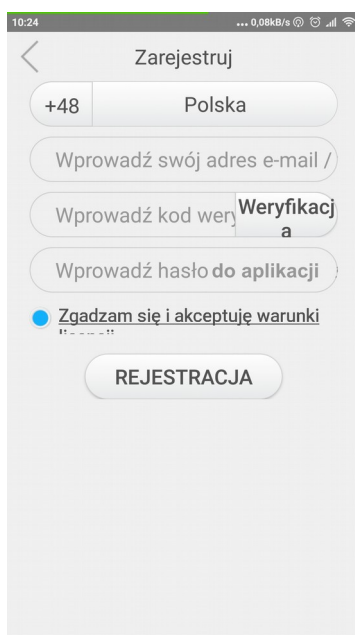 10:24 ... 0,08kB/s
Zarejestruj
+48 Polska
Wprowadź swój adres e-mail /
Wprowadź kod wery Weryfikacj
a
Wprowadź hasło do aplikacji
Zgadzam się i akceptuję warunki
licencji
REJESTRACJA